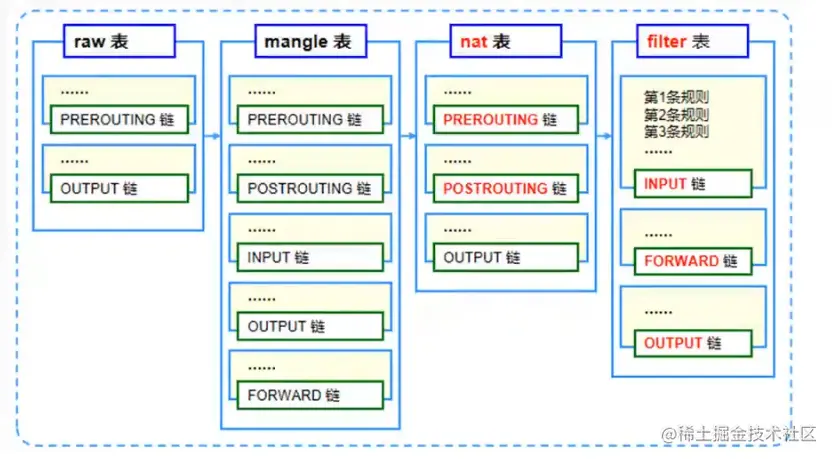 raw 表
……
PREROUTING 链
……
OUTPUT 链
mangle 表
……
PREROUTING 链
……
POSTROUTING 链
……
INPUT 链
……
OUTPUT 链
……
FORWARD 链
nat 表
……
PREROUTING 链
……
POSTROUTING 链
……
OUTPUT 链
filter 表
第1条规则
第2条规则
第3条规则
……
INPUT 链
……
FORWARD 链
……
OUTPUT 链
@稀土掘金技术社区